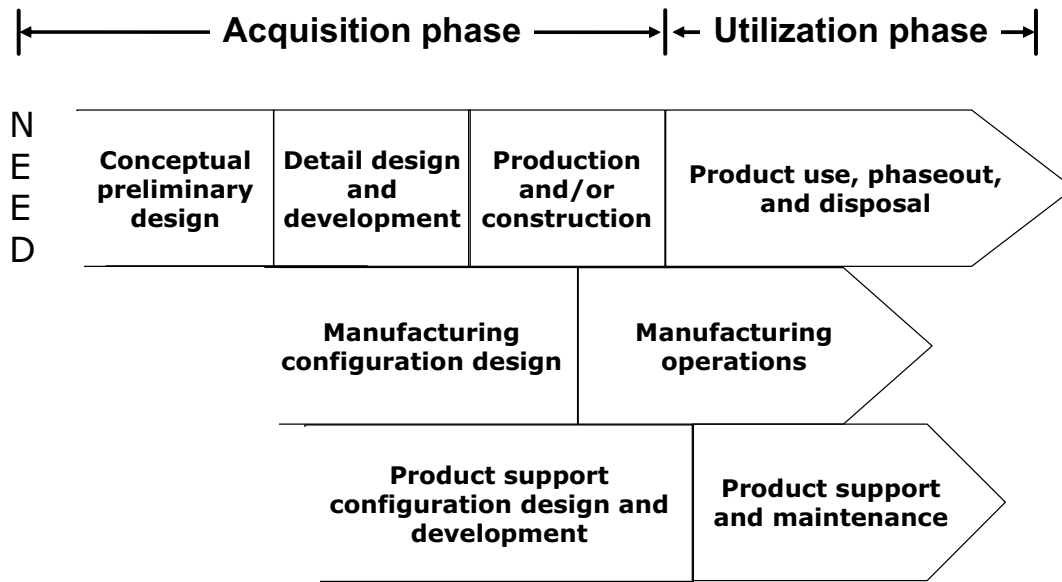 Acquisition phase
Utilization phase
NEED
Conceptual
preliminary
design
Detail design
and
development
Production
and/or
construction
Product use, phaseout,
and disposal
Manufacturing
configuration design
Manufacturing
operations
Product support
configuration design and
development
Product support
and maintenance